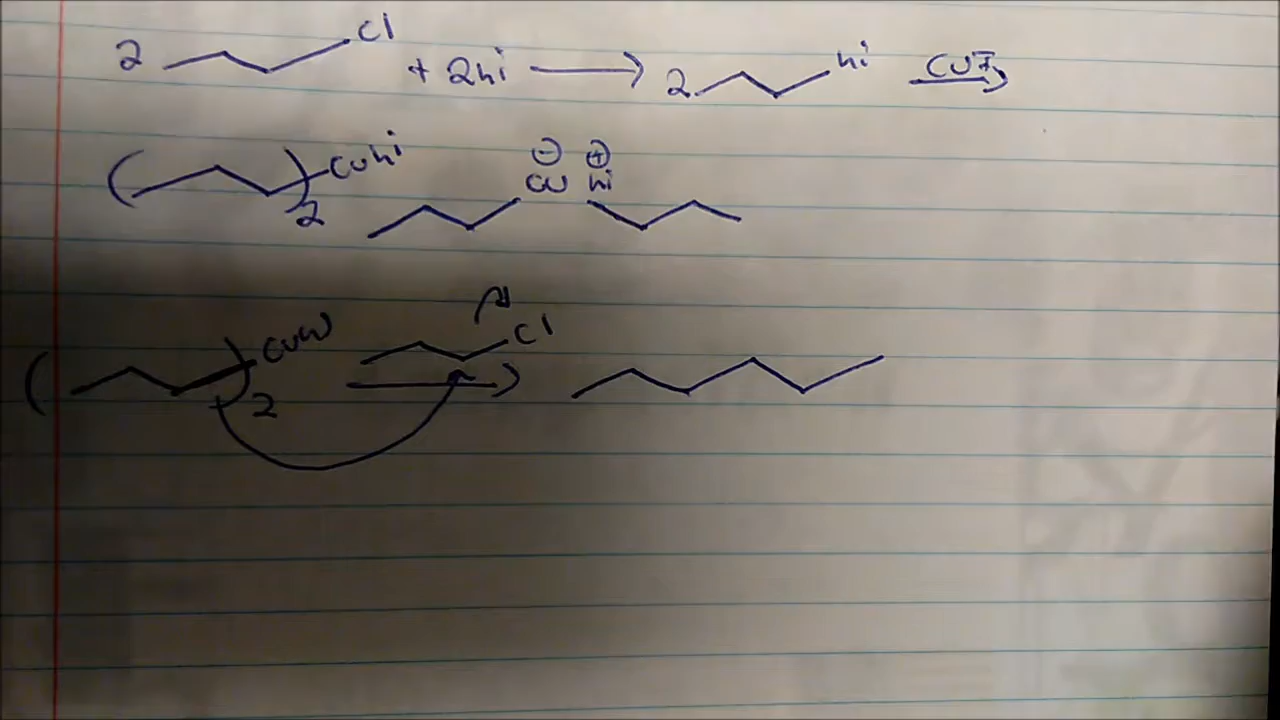 2 Cl + 2Li → 2 Li CuI →
( )2 CuLi ⊖ Cu ⊕ Li
( )2 CuLi Cl →